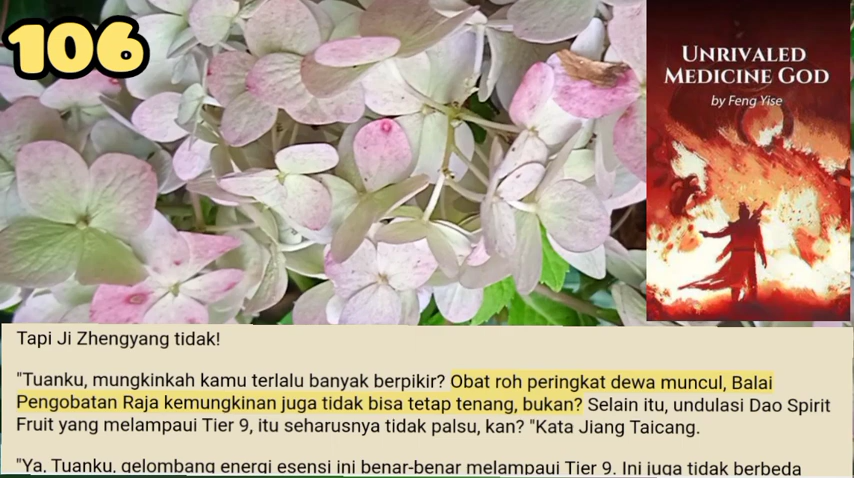 106
UNRIVALED
MEDICINE GOD
by Feng Yise
Tapi Ji Zhengyang tidak!
"Tuanku, mungkinkah kamu terlalu banyak berpikir? Obat roh peringkat dewa muncul, Balai
Pengobatan Raja kemungkinan juga tidak bisa tetap tenang, bukan? Selain itu, undulasi Dao Spirit
Fruit yang melampaui Tier 9, itu seharusnya tidak palsu, kan? "Kata Jiang Taicang.
"Ya, Tuanku, gelombang energi esensi ini benar-benar melampaui Tier 9. Ini juga tidak berbeda